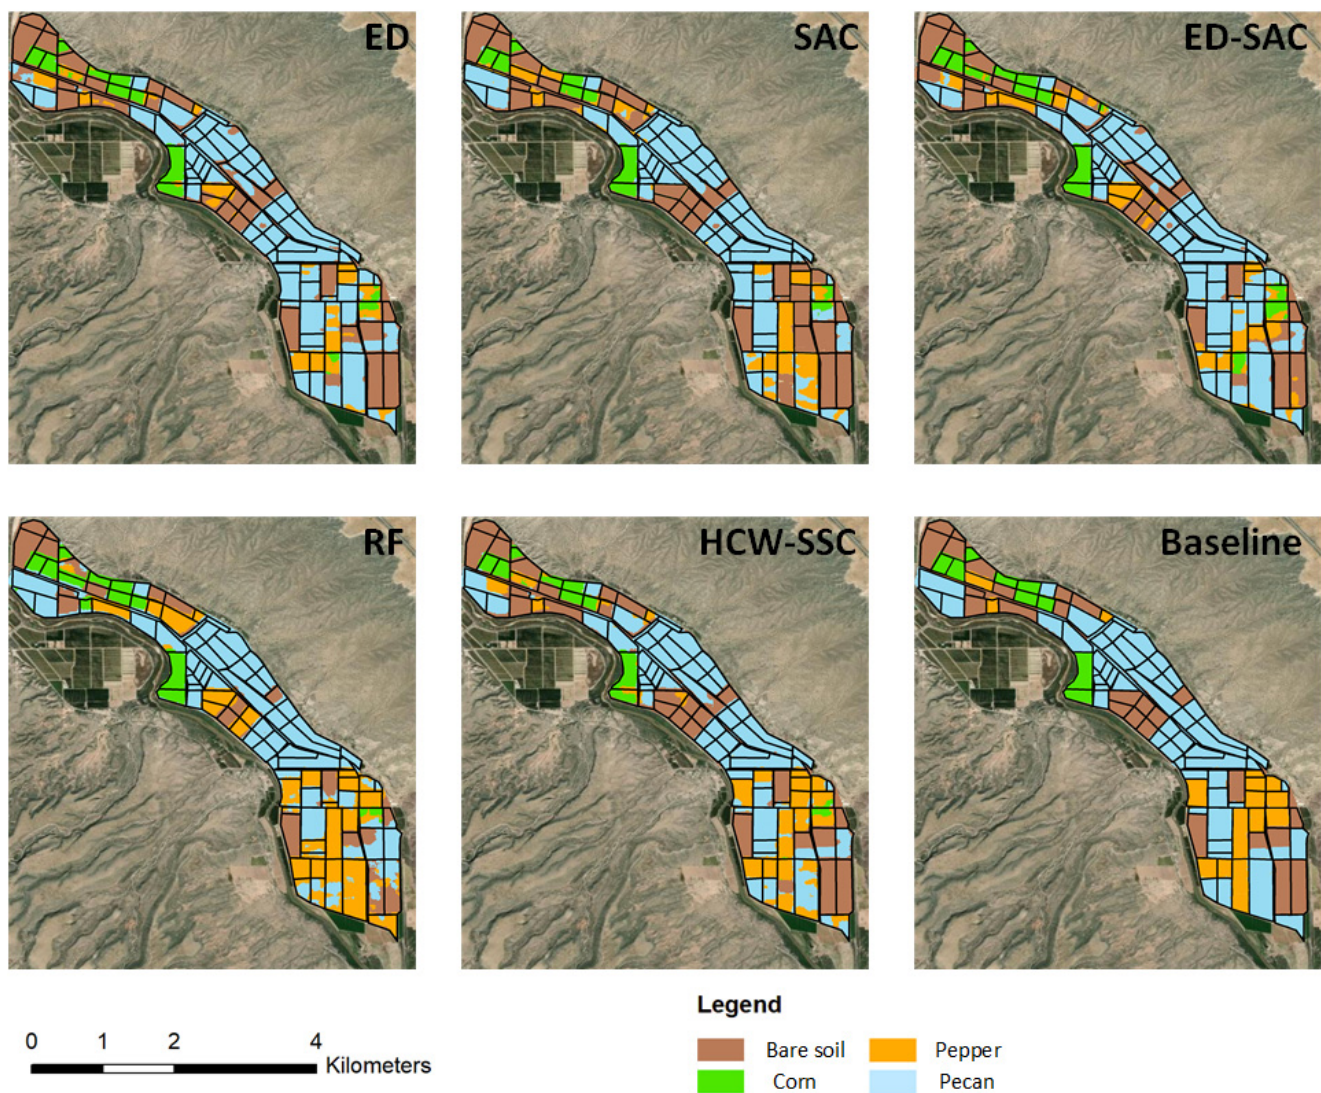 ED
SAC
ED-SAC
RF
HCW-SSC
Baseline
0 1 2 4
Kilometers
Legend
Bare soil
Pepper
Corn
Pecan